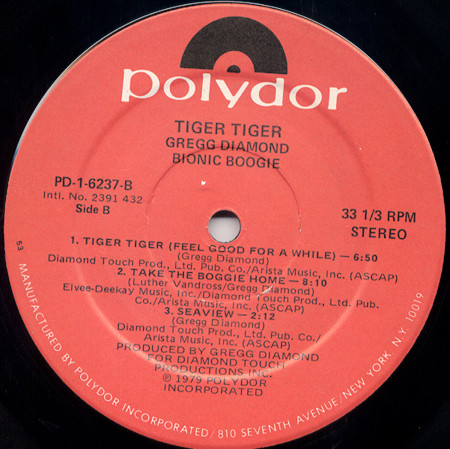 polydor
TIGER TIGER
GREGG DIAMOND
BIONIC BOOGIE
PD-1-6237-B
Intl. No. 2391 432
Side B
33 1/3 RPM
STEREO
1. TIGER TIGER (FEEL GOOD FOR A WHILE) — 6:50
(Gregg Diamond)
Diamond Touch Prod., Ltd. Pub. Co./Arista Music, Inc. (ASCAP)
2. TAKE THE BOGGIE HOME — 8:10
(Luther Vandross/Gregg Diamond)
Elvee-Deekay Music, Inc./Diamond Touch Prod., Ltd. Pub.
Co./Arista Music, Inc. (ASCAP)
3. SEAVIEW — 2:12
(Gregg Diamond)
Diamond Touch Prod., Ltd. Pub. Co./
Arista Music, Inc. (ASCAP)
PRODUCED BY GREGG DIAMOND
FOR DIAMOND TOUCH
PRODUCTIONS INC.
℗ 1979 POLYDOR
INCORPORATED
53
MANUFACTURED BY POLYDOR INCORPORATED/810 SEVENTH AVENUE/NEW YORK, N.Y. 10019